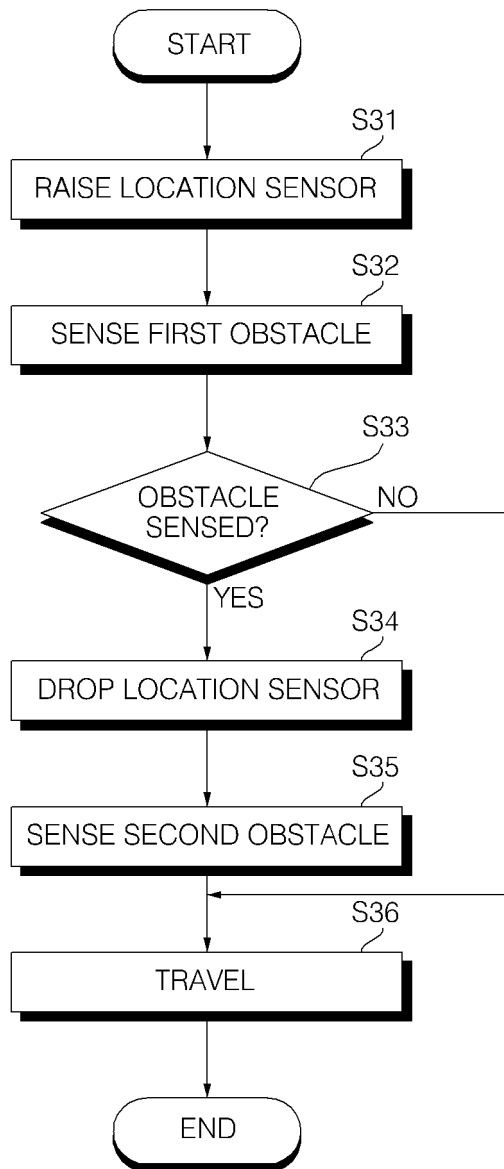 START
S31
RAISE LOCATION SENSOR
S32
SENSE FIRST OBSTACLE
S33
OBSTACLE
SENSED?
NO
YES
S34
DROP LOCATION SENSOR
S35
SENSE SECOND OBSTACLE
S36
TRAVEL
END